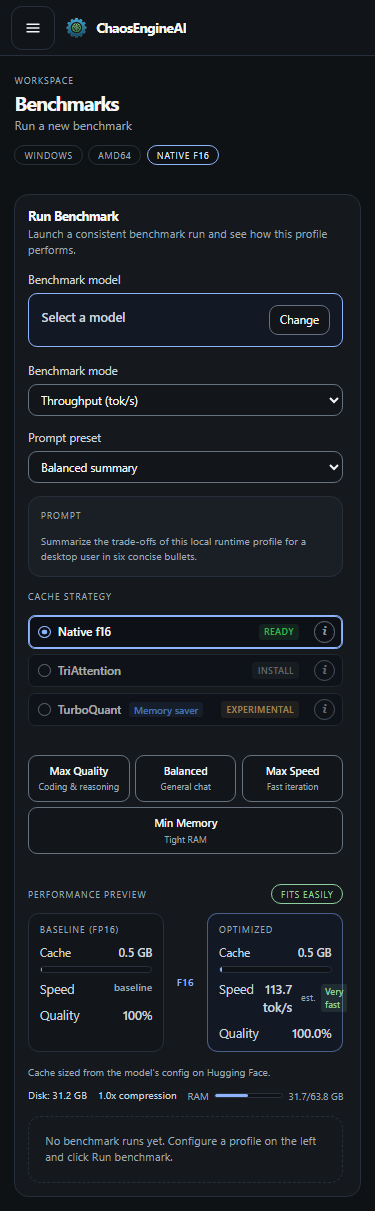 ChaosEngineAI
WORKSPACE
Benchmarks
Run a new benchmark
WINDOWS AMD64 NATIVE F16
Run Benchmark
Launch a consistent benchmark run and see how this profile
performs.
Benchmark model
Select a model Change
Benchmark mode
Throughput (tok/s)
Prompt preset
Balanced summary
PROMPT
Summarize the trade-offs of this local runtime profile for a
desktop user in six concise bullets.
CACHE STRATEGY
Native f16 READY i
TriAttention INSTALL i
TurboQuant Memory saver EXPERIMENTAL i
Max Quality
Coding & reasoning
Balanced
General chat
Max Speed
Fast iteration
Min Memory
Tight RAM
PERFORMANCE PREVIEW FITS EASILY
BASELINE (FP16)
Cache 0.5 GB
Speed baseline
Quality 100%
F16
OPTIMIZED
Cache 0.5 GB
Speed 113.7 est. Very
tok/s fast
Quality 100.0%
Cache sized from the model's config on Hugging Face.
Disk: 31.2 GB 1.0x compression RAM 31.7/63.8 GB
No benchmark runs yet. Configure a profile on the left
and click Run benchmark.